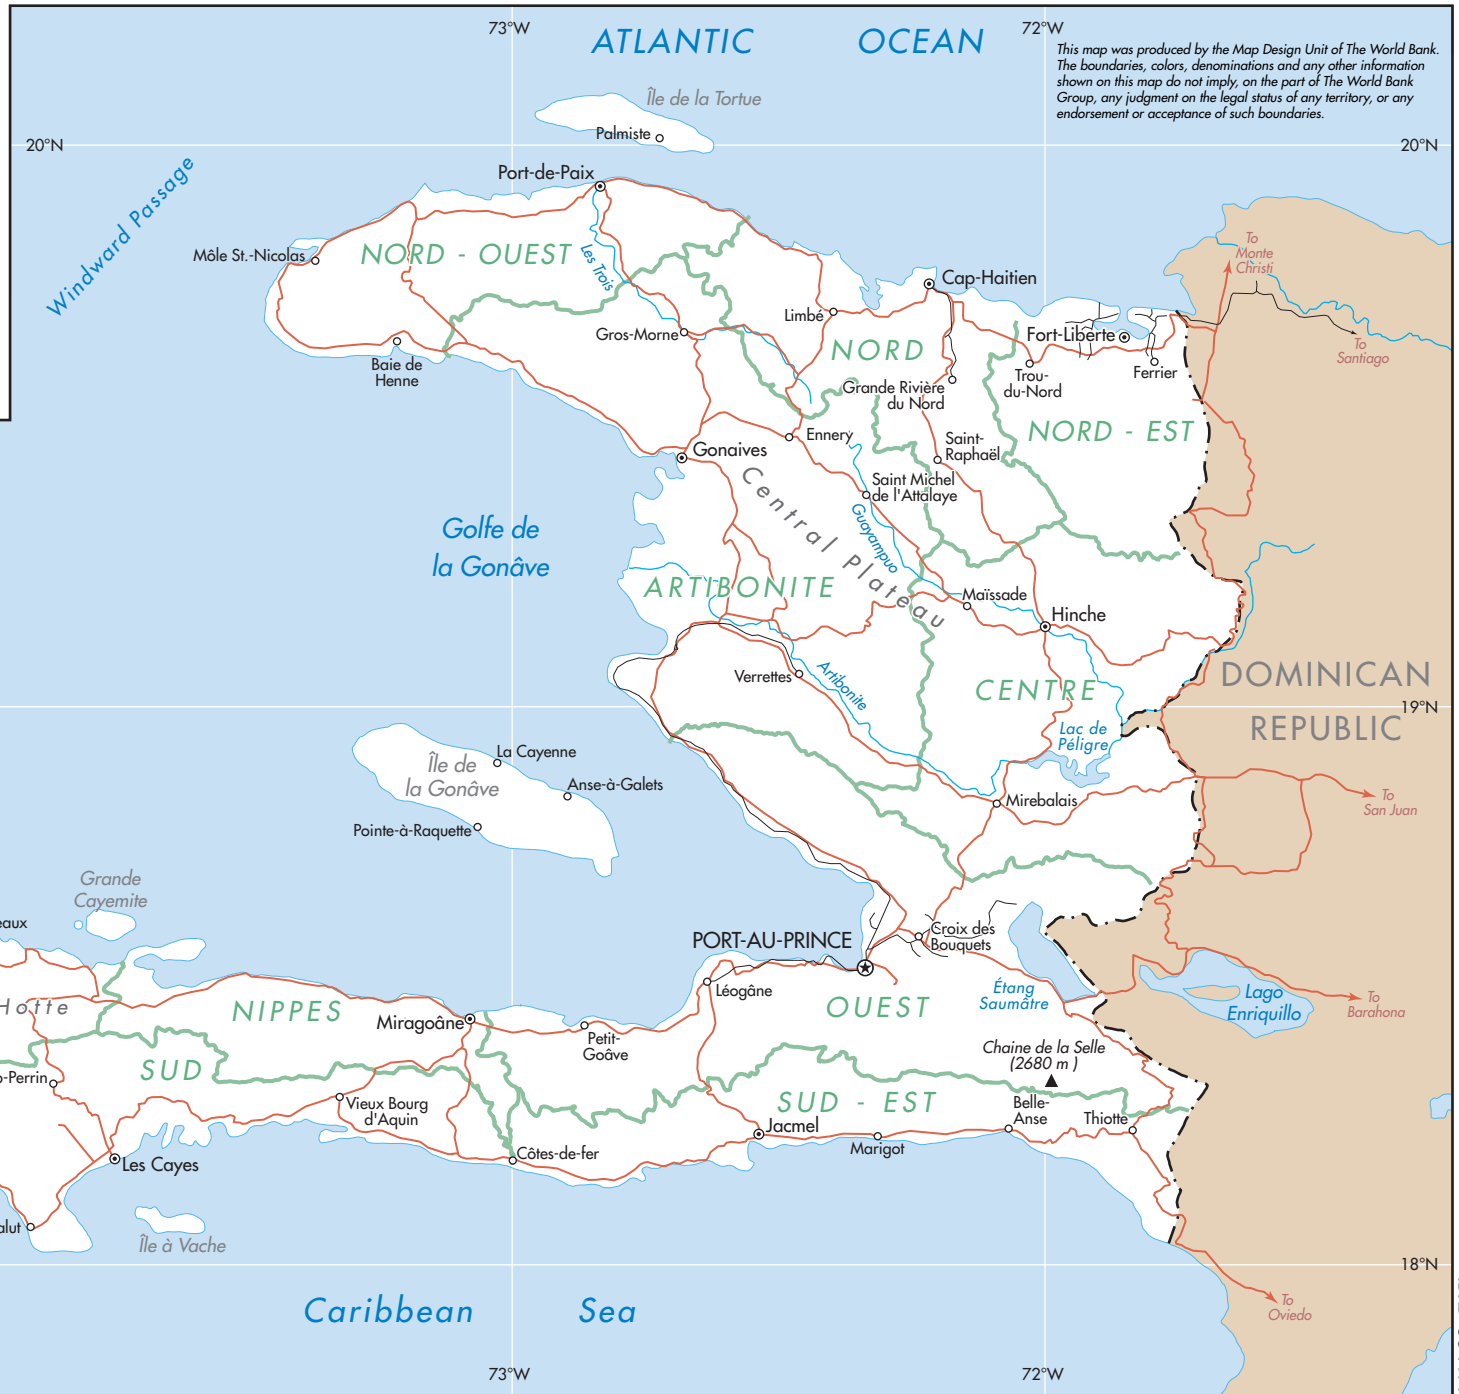 73°W
72°W
ATLANTIC OCEAN
This map was produced by the Map Design Unit of The World Bank.
The boundaries, colors, denominations and any other information
shown on this map do not imply, on the part of The World Bank
Group, any judgment on the legal status of any territory, or any
endorsement or acceptance of such boundaries.
Île de la Tortue
Palmiste
20°N
20°N
Port-de-Paix
Windward Passage
Môle St.-Nicolas
NORD - OUEST
Les Trois
To
Monte
Christi
Cap-Haitien
Limbé
Gros-Morne
Fort-Liberte
NORD
To
Santiago
Baie de
Henne
Grande Rivière
du Nord
Trou-
du-Nord
Ferrier
NORD - EST
Ennery
Gonaives
Saint-
Raphaël
Saint Michel
de l'Attalaye
Central Plateau
Guayampuo
Golfe de
la Gonâve
ARTIBONITE
Maïssade
Hinche
Verrettes
Artibonite
CENTRE
DOMINICAN
REPUBLIC
19°N
Lac de
Péligre
La Cayenne
Île de
la Gonâve
Anse-à-Galets
Pointe-à-Raquette
Mirebalais
To
San Juan
Grande
Cayemite
eaux
PORT-AU-PRINCE
Croix des
Bouquets
Léogâne
Étang
Saumâtre
Lago
Enriquillo
To
Barahona
Hotte
NIPPES
Miragoâne
OUEST
Petit-
Goâve
Chaine de la Selle
(2680 m )
-Perrin
SUD
Vieux Bourg
d'Aquin
SUD - EST
Belle-
Anse
Thiotte
Jacmel
Marigot
Côtes-de-fer
Les Cayes
alut
Île à Vache
18°N
Caribbean Sea
To
Oviedo
73°W
72°W